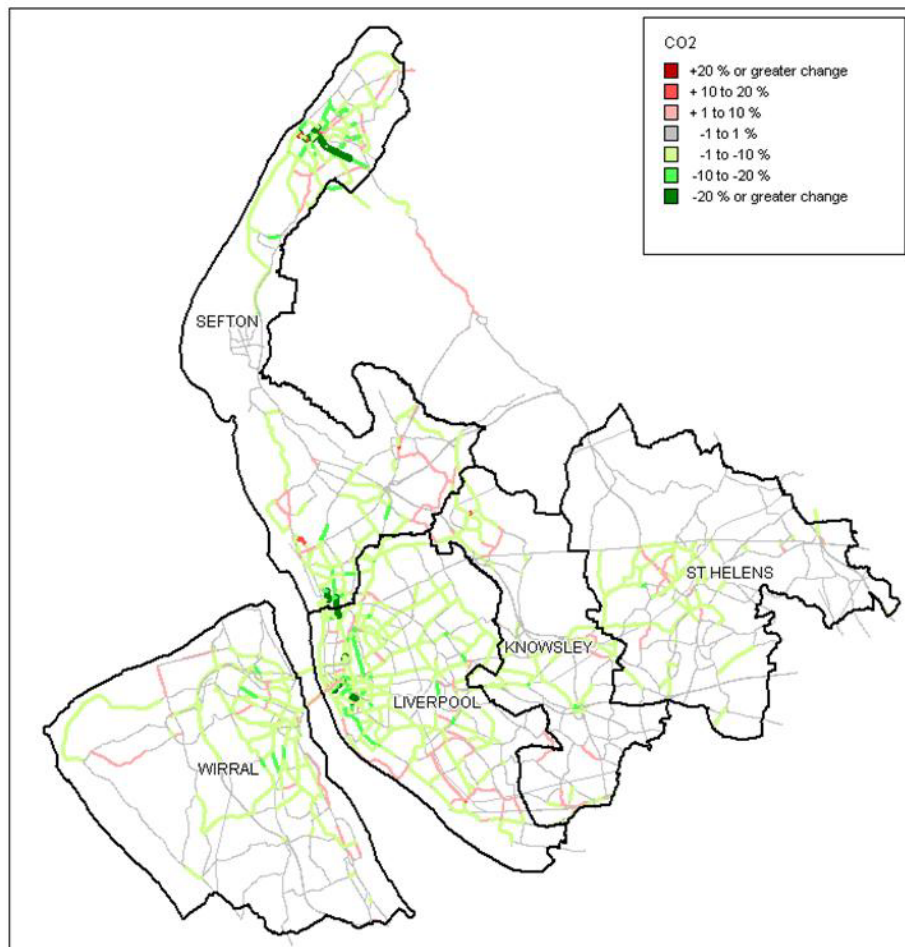 CO2
+20 % or greater change
+ 10 to 20 %
+ 1 to 10 %
-1 to 1 %
-1 to -10 %
-10 to -20 %
-20 % or greater change
SEFTON
ST HELENS
KNOWSLEY
LIVERPOOL
WIRRAL